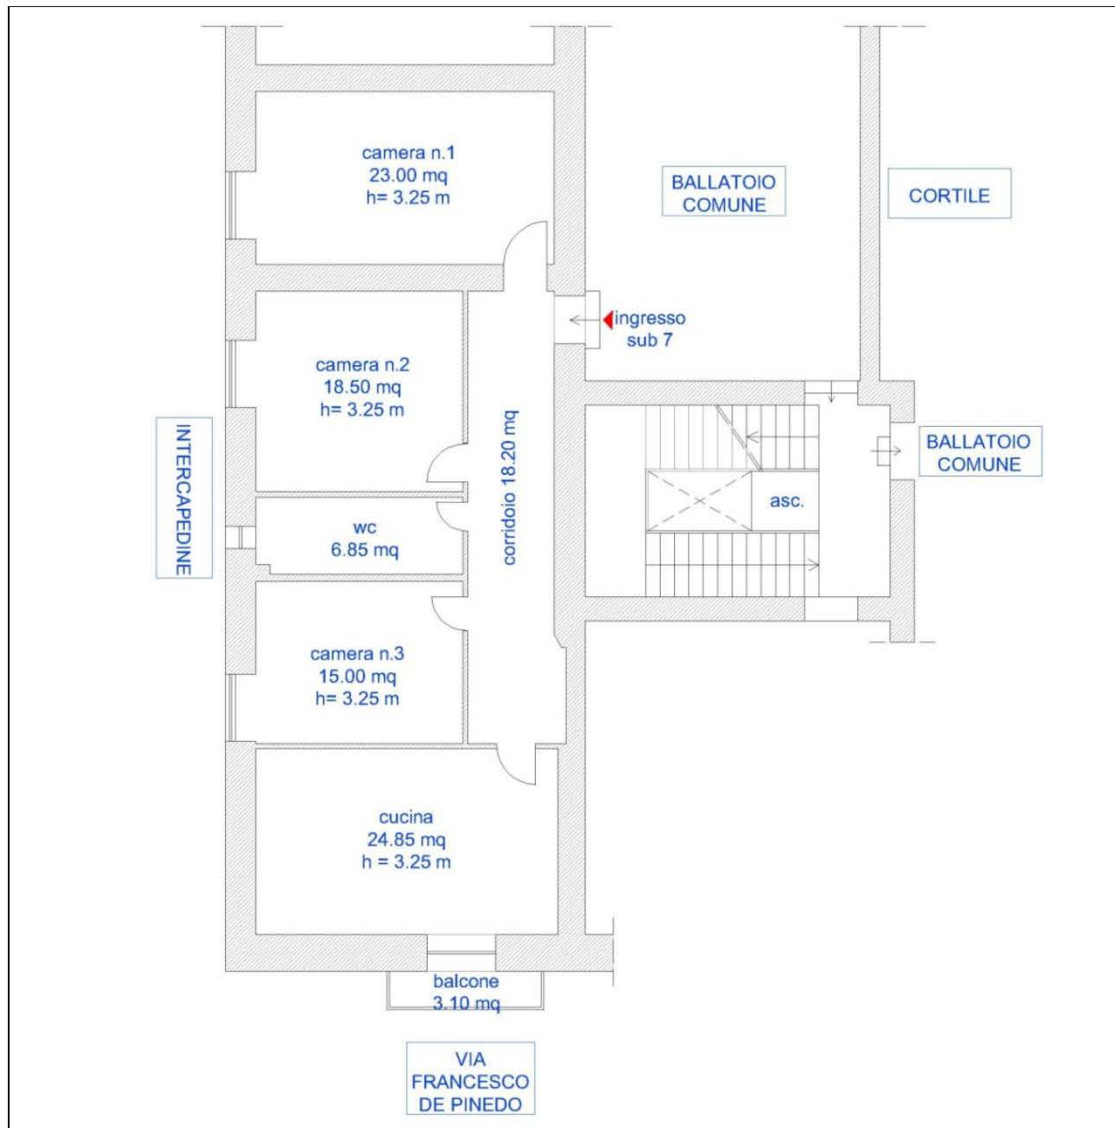 camera n.1
23.00 mq
h= 3.25 m
BALLATOIO
COMUNE
CORTILE
ingresso
sub 7
camera n.2
18.50 mq
h= 3.25 m
INTERCAPEDINE
corridoio 18.20 mq
BALLATOIO
COMUNE
asc.
wc
6.85 mq
camera n.3
15.00 mq
h= 3.25 m
cucina
24.85 mq
h = 3.25 m
balcone
3.10 mq
VIA
FRANCESCO
DE PINEDO